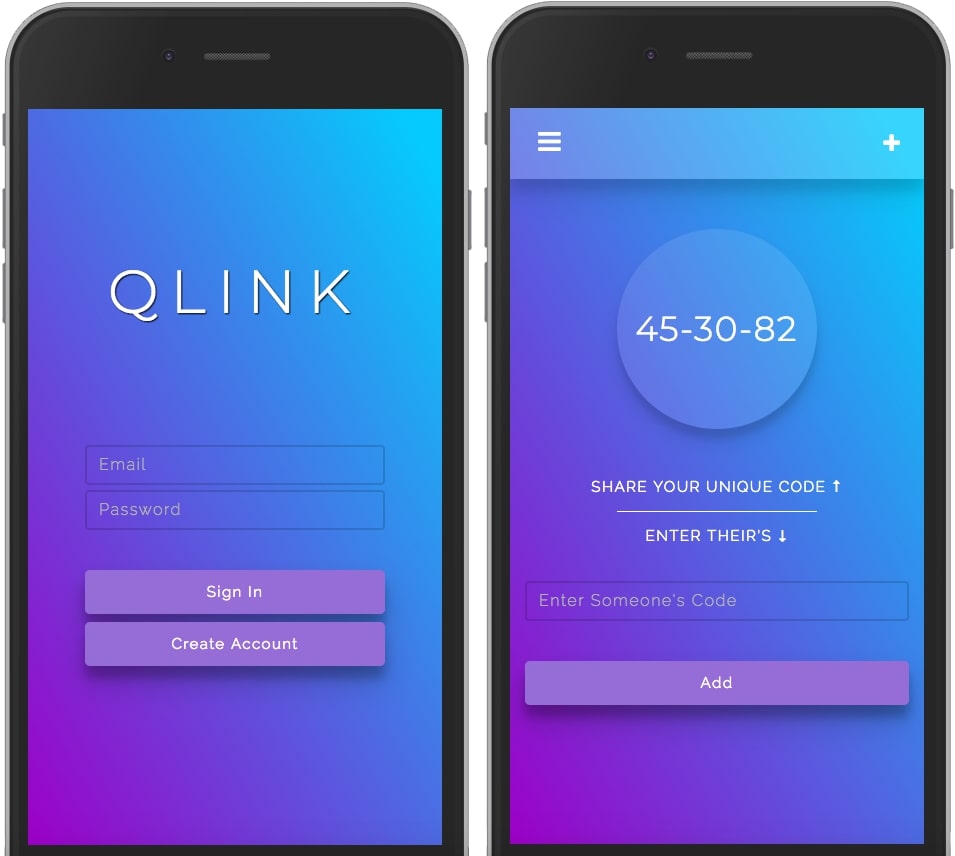 QLINK
Email
Password
Sign In
Create Account
45-30-82
SHARE YOUR UNIQUE CODE ↑
ENTER THEIR'S ↓
Enter Someone's Code
Add